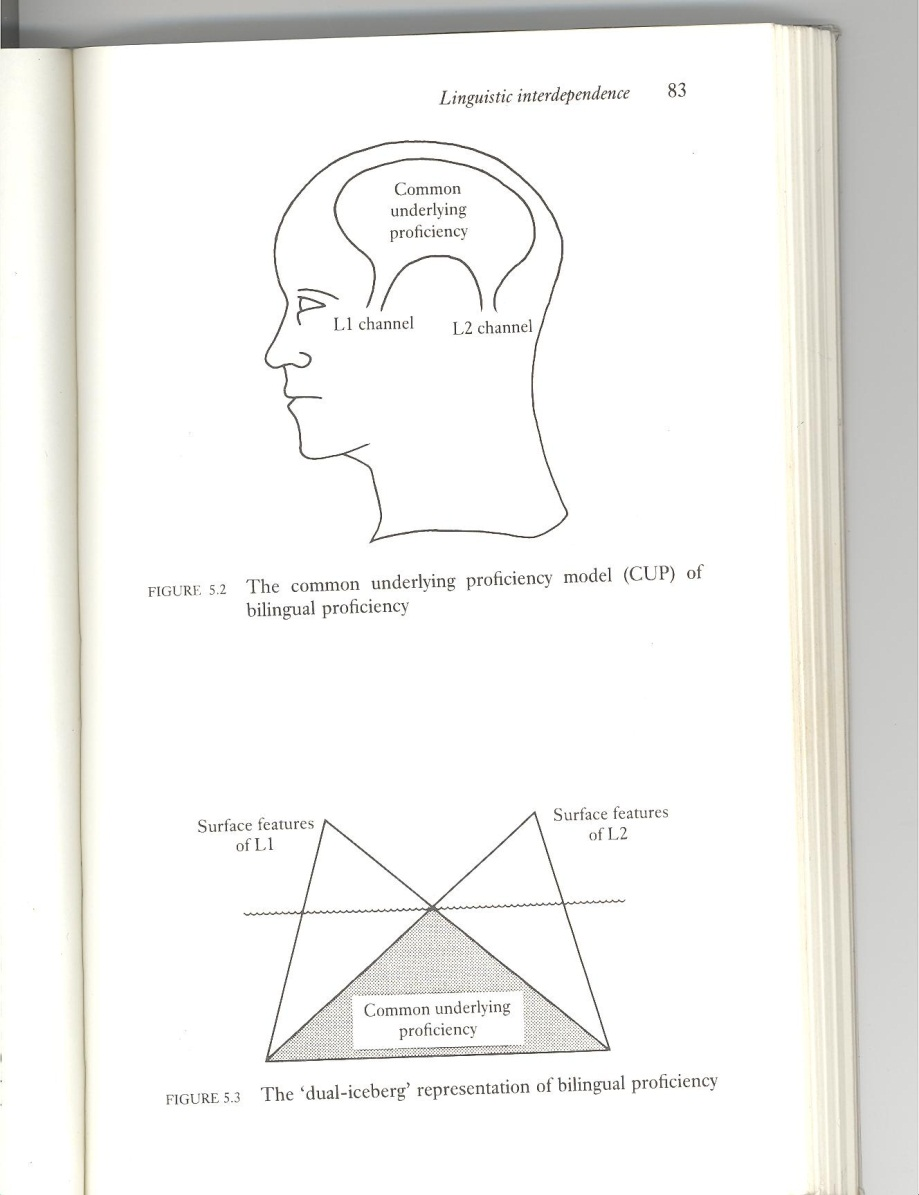 Linguistic interdependence 83
Common
underlying
proficiency
L1 channel L2 channel
FIGURE 5.2 The common underlying proficiency model (CUP) of
bilingual proficiency
Surface features
of L1
Surface features
of L2
Common underlying
proficiency
FIGURE 5.3 The ‘dual-iceberg’ representation of bilingual proficiency